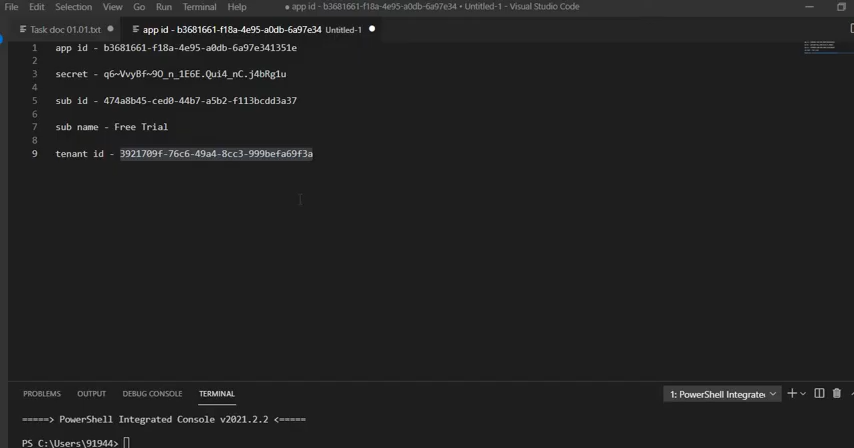 File Edit Selection View Go Run Terminal Help ● app id - b3681661-f18a-4e95-a0db-6a97e34 • Untitled-1 - Visual Studio Code
Task doc 01.01.txt ● app id - b3681661-f18a-4e95-a0db-6a97e34 Untitled-1 ●
1 app id - b3681661-f18a-4e95-a0db-6a97e341351e
2
3 secret - q6~VvyBf~9O_n_1E6E.Qui4_nC.j4bRg1u
4
5 sub id - 474a8b45-ced0-44b7-a5b2-f113bcdd3a37
6
7 sub name - Free Trial
8
9 tenant id - 3921709f-76c6-49a4-8cc3-999befa69f3a
PROBLEMS OUTPUT DEBUG CONSOLE TERMINAL 1: PowerShell Integrate
=====> PowerShell Integrated Console v2021.2.2 <=====
PS C:\Users\91944>